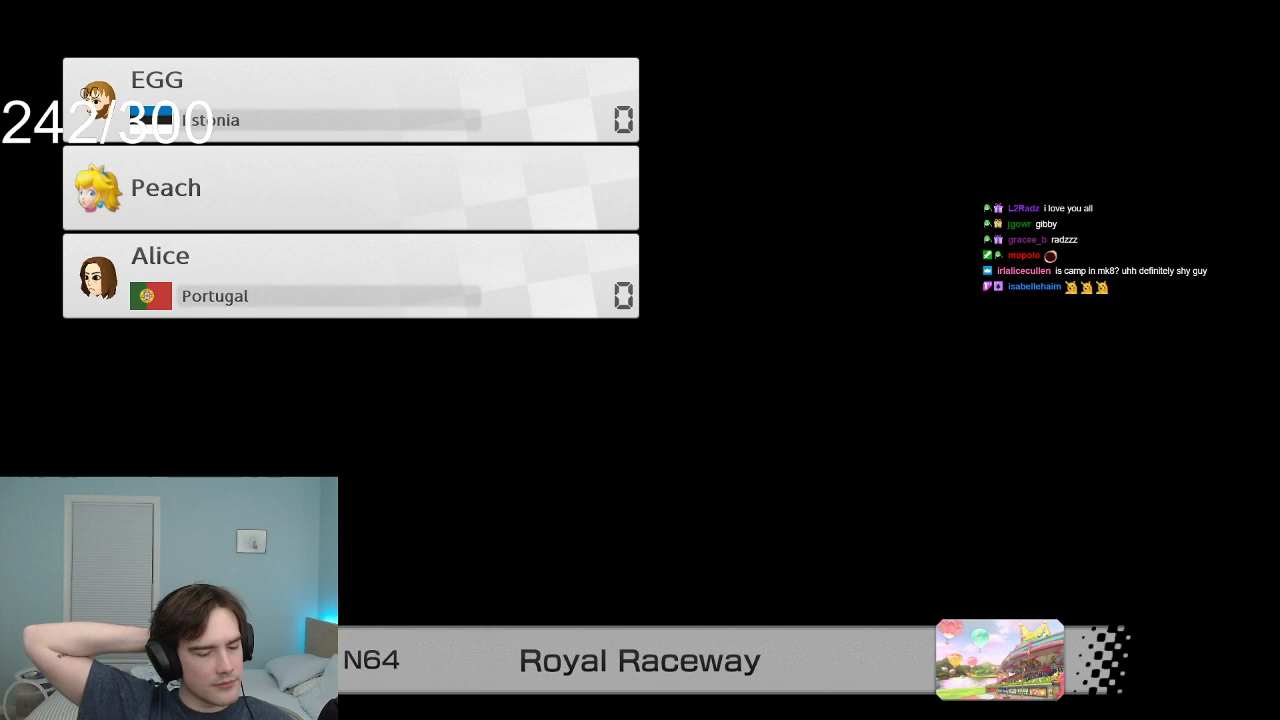 EGG
242/300
Estonia
0
Peach
Alice
Portugal
0
L2Radz i love you all
jgowr gibby
gracee_b radzzz
mopolo
irlalicecullen is camp in mk8? uhh definitely shy guy
isabellehaim
N64
Royal Raceway